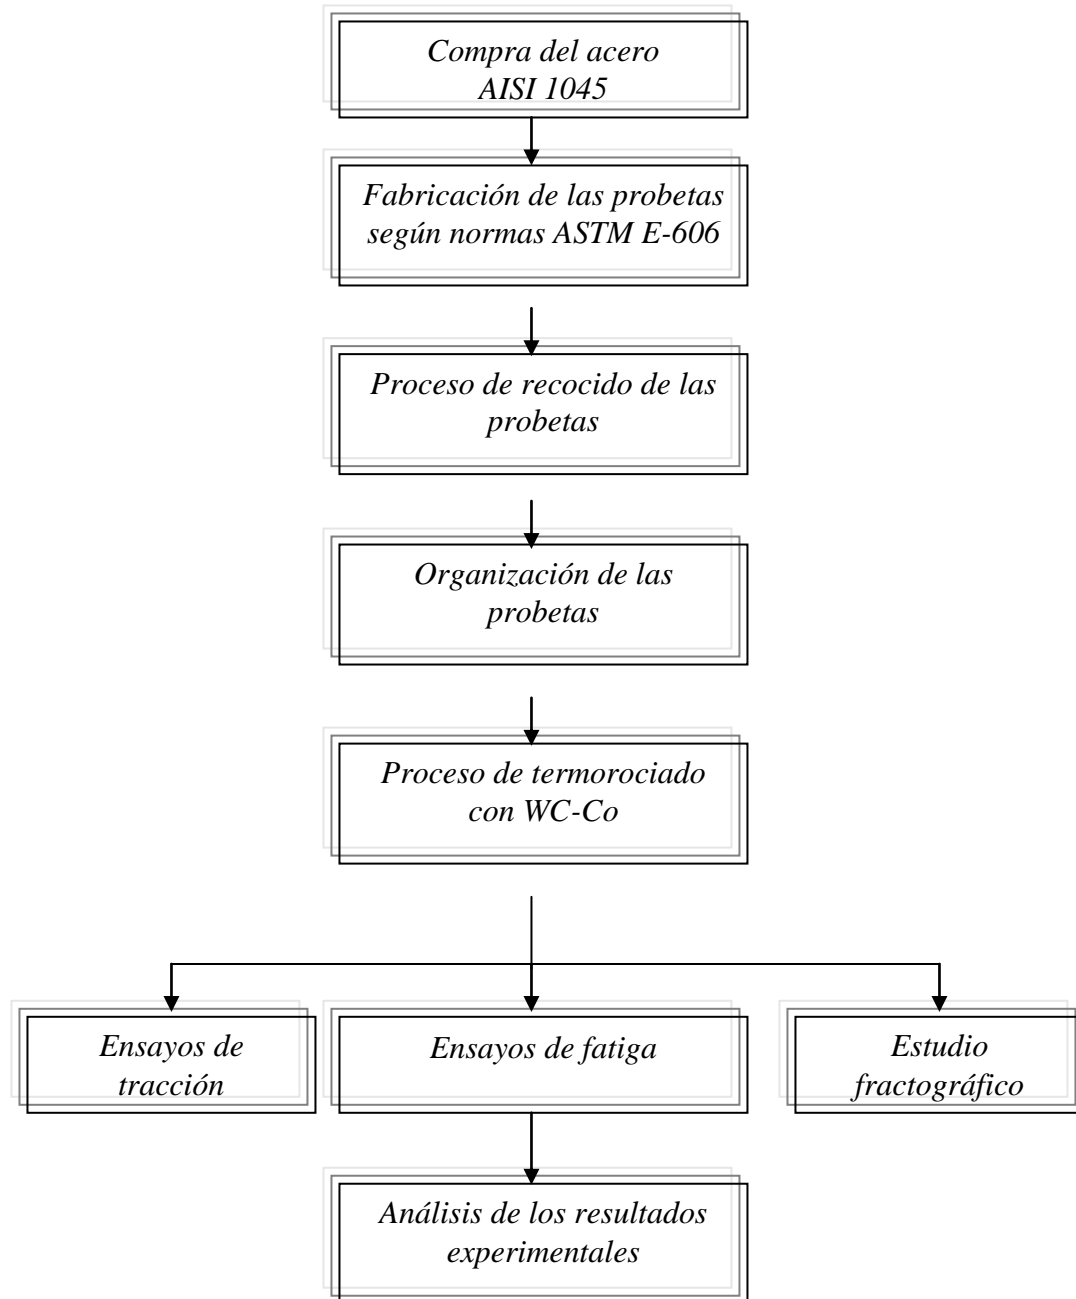 Compra del acero
AISI 1045
Fabricación de las probetas
según normas ASTM E-606
Proceso de recocido de las
probetas
Organización de las
probetas
Proceso de termorociado
con WC-Co
Ensayos de
tracción
Ensayos de fatiga
Estudio
fractográfico
Análisis de los resultados
experimentales